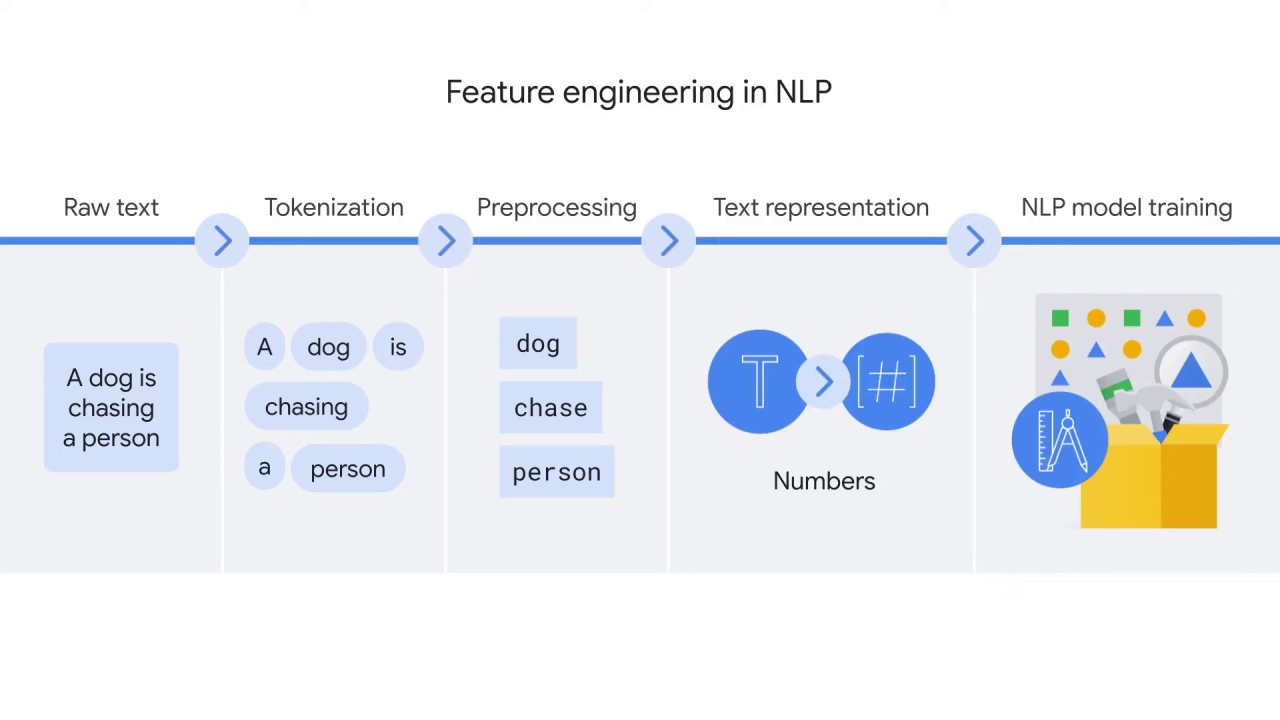 Feature engineering in NLP
Raw text
Tokenization
Preprocessing
Text representation
NLP model training
A dog is
chasing
a person
A dog is
chasing
a person
dog
chase
person
T
[#]
Numbers